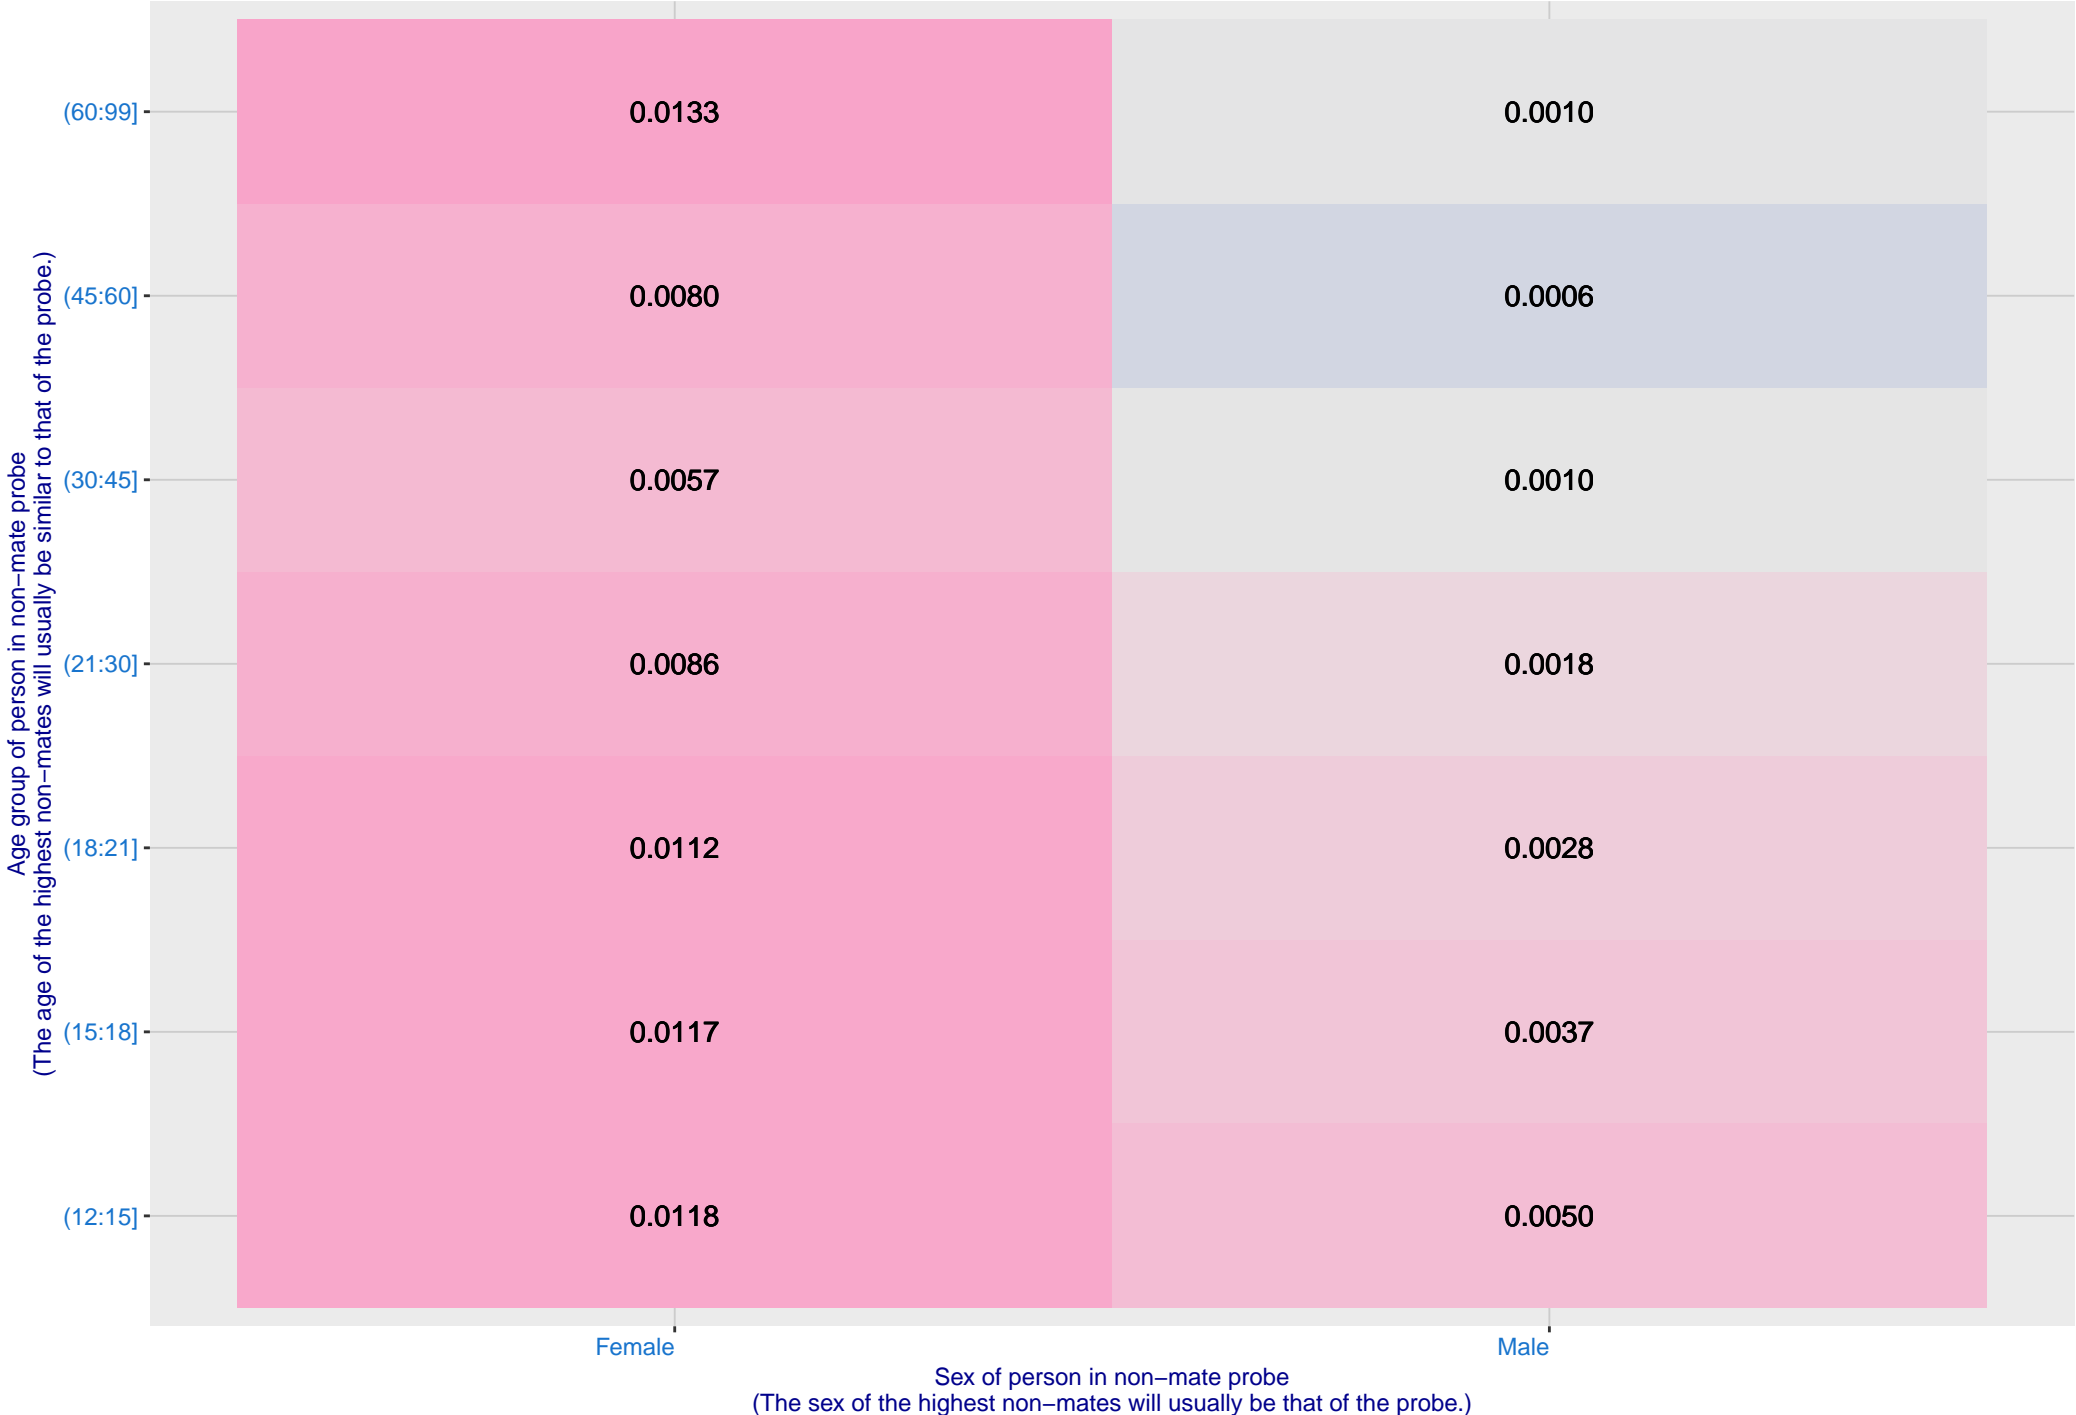 Age group of person in non−mate probe
(The age of the highest non−mates will usually be similar to that of the probe.)
(60:99] 0.0133 0.0010
(45:60] 0.0080 0.0006
(30:45] 0.0057 0.0010
(21:30] 0.0086 0.0018
(18:21] 0.0112 0.0028
(15:18] 0.0117 0.0037
(12:15] 0.0118 0.0050
Female Male
Sex of person in non−mate probe
(The sex of the highest non−mates will usually be that of the probe.)